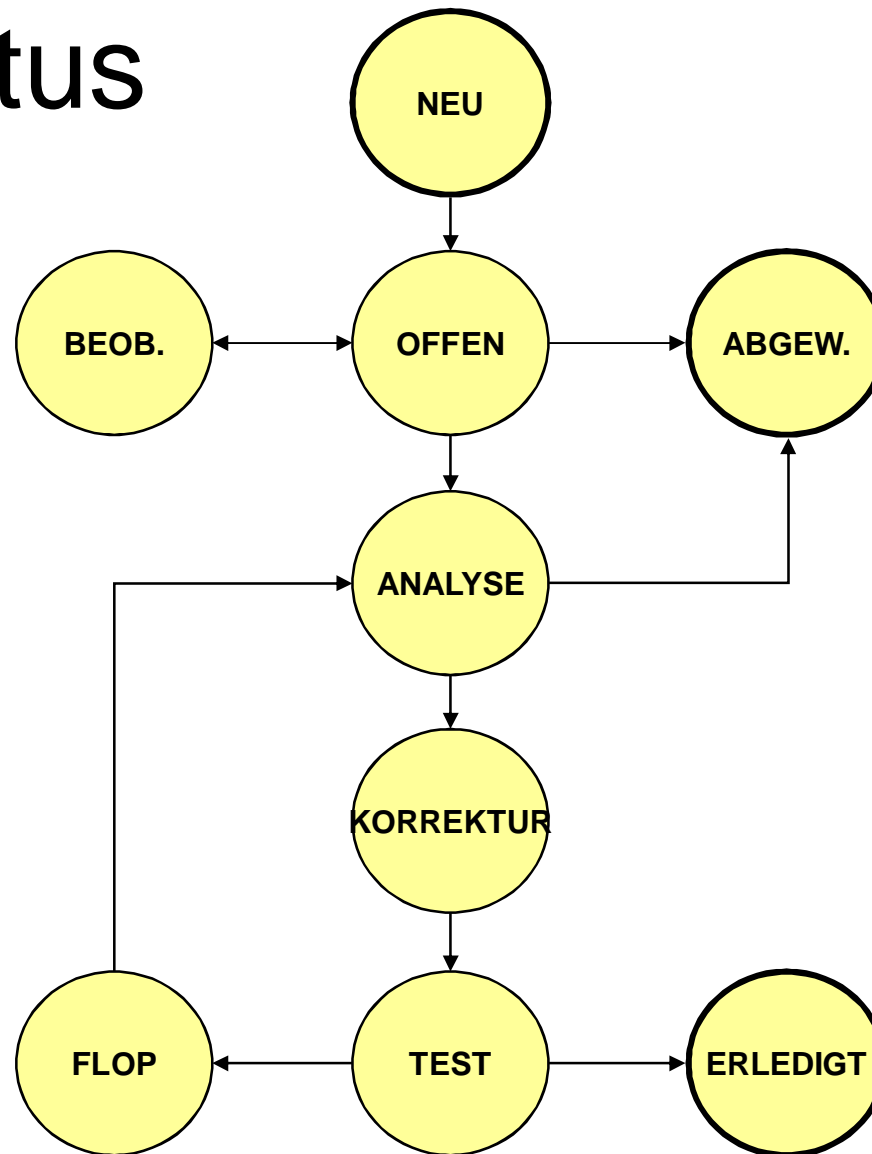 tus
NEU
BEOB.
OFFEN
ABGEW.
ANALYSE
KORREKTUR
FLOP
TEST
ERLEDIGT